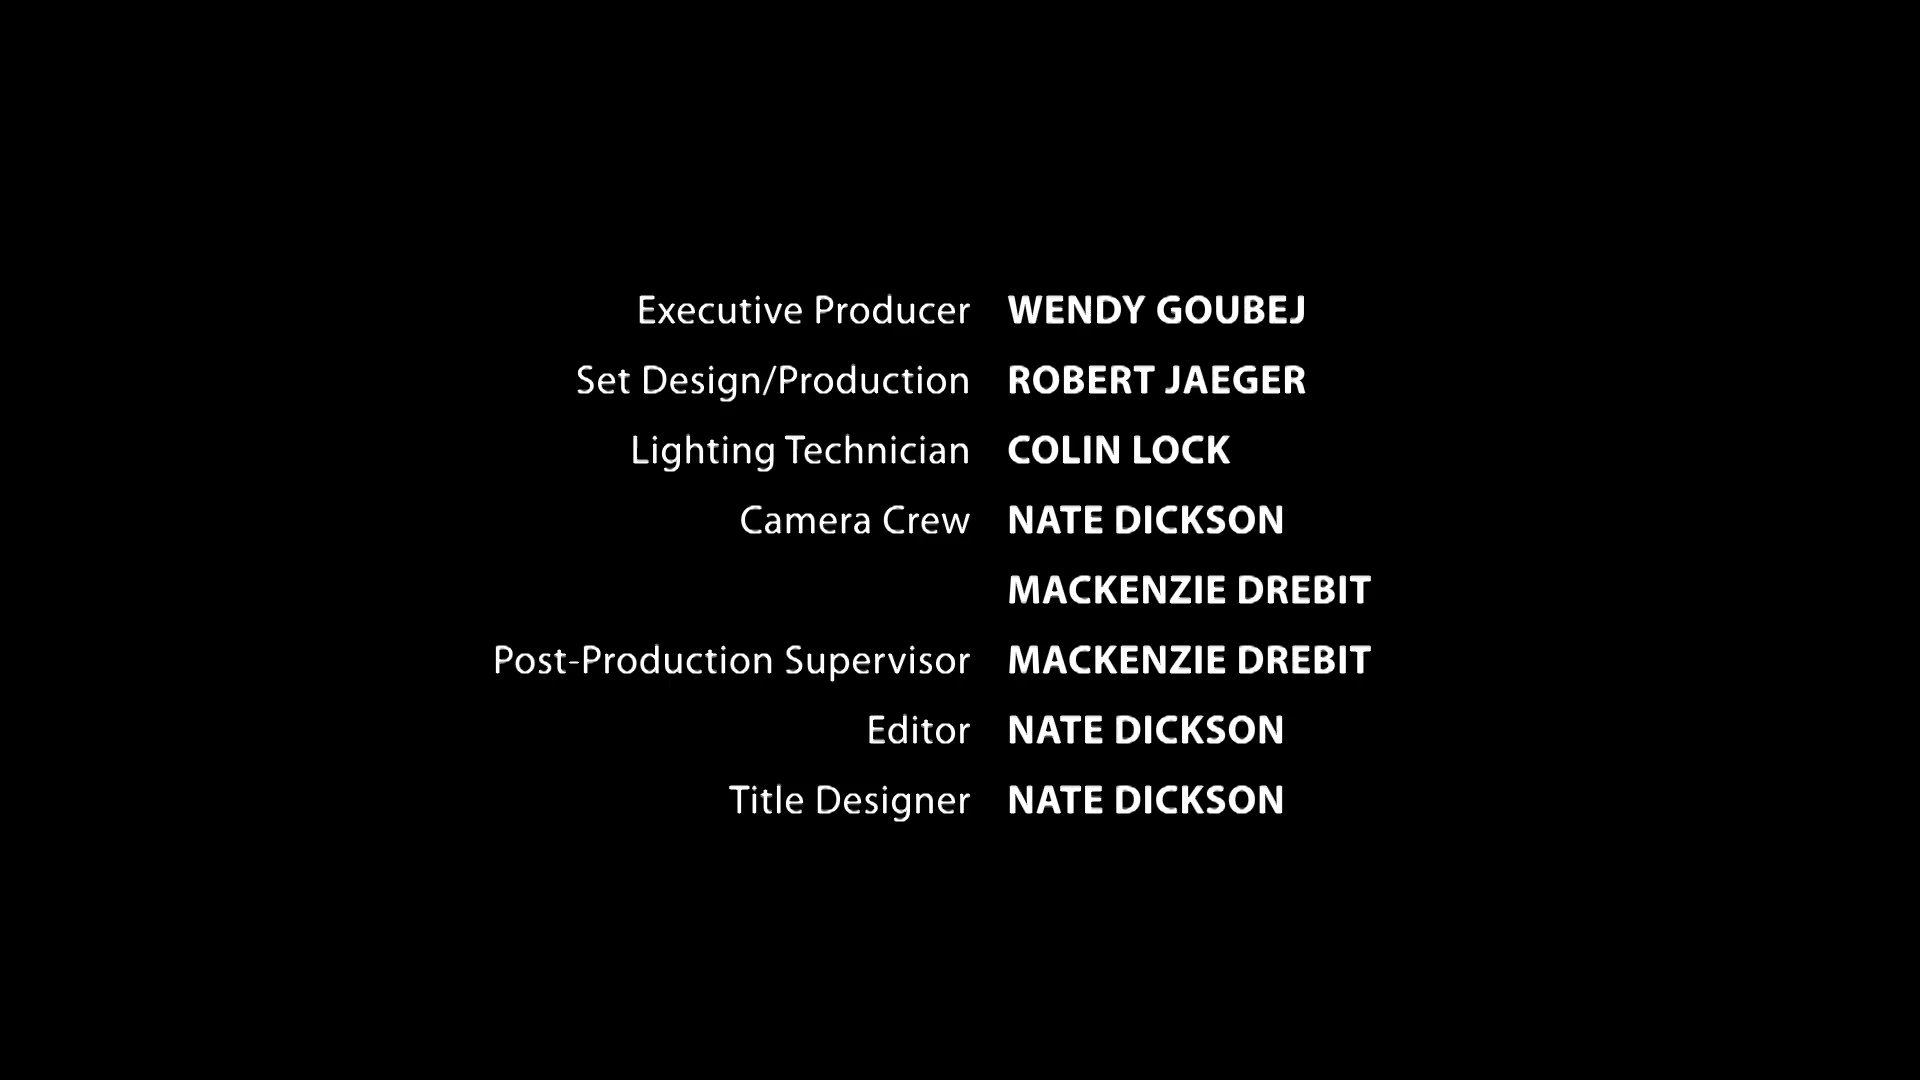 Executive Producer WENDY GOUBEJ
Set Design/Production ROBERT JAEGER
Lighting Technician COLIN LOCK
Camera Crew NATE DICKSON
MACKENZIE DREBIT
Post-Production Supervisor MACKENZIE DREBIT
Editor NATE DICKSON
Title Designer NATE DICKSON